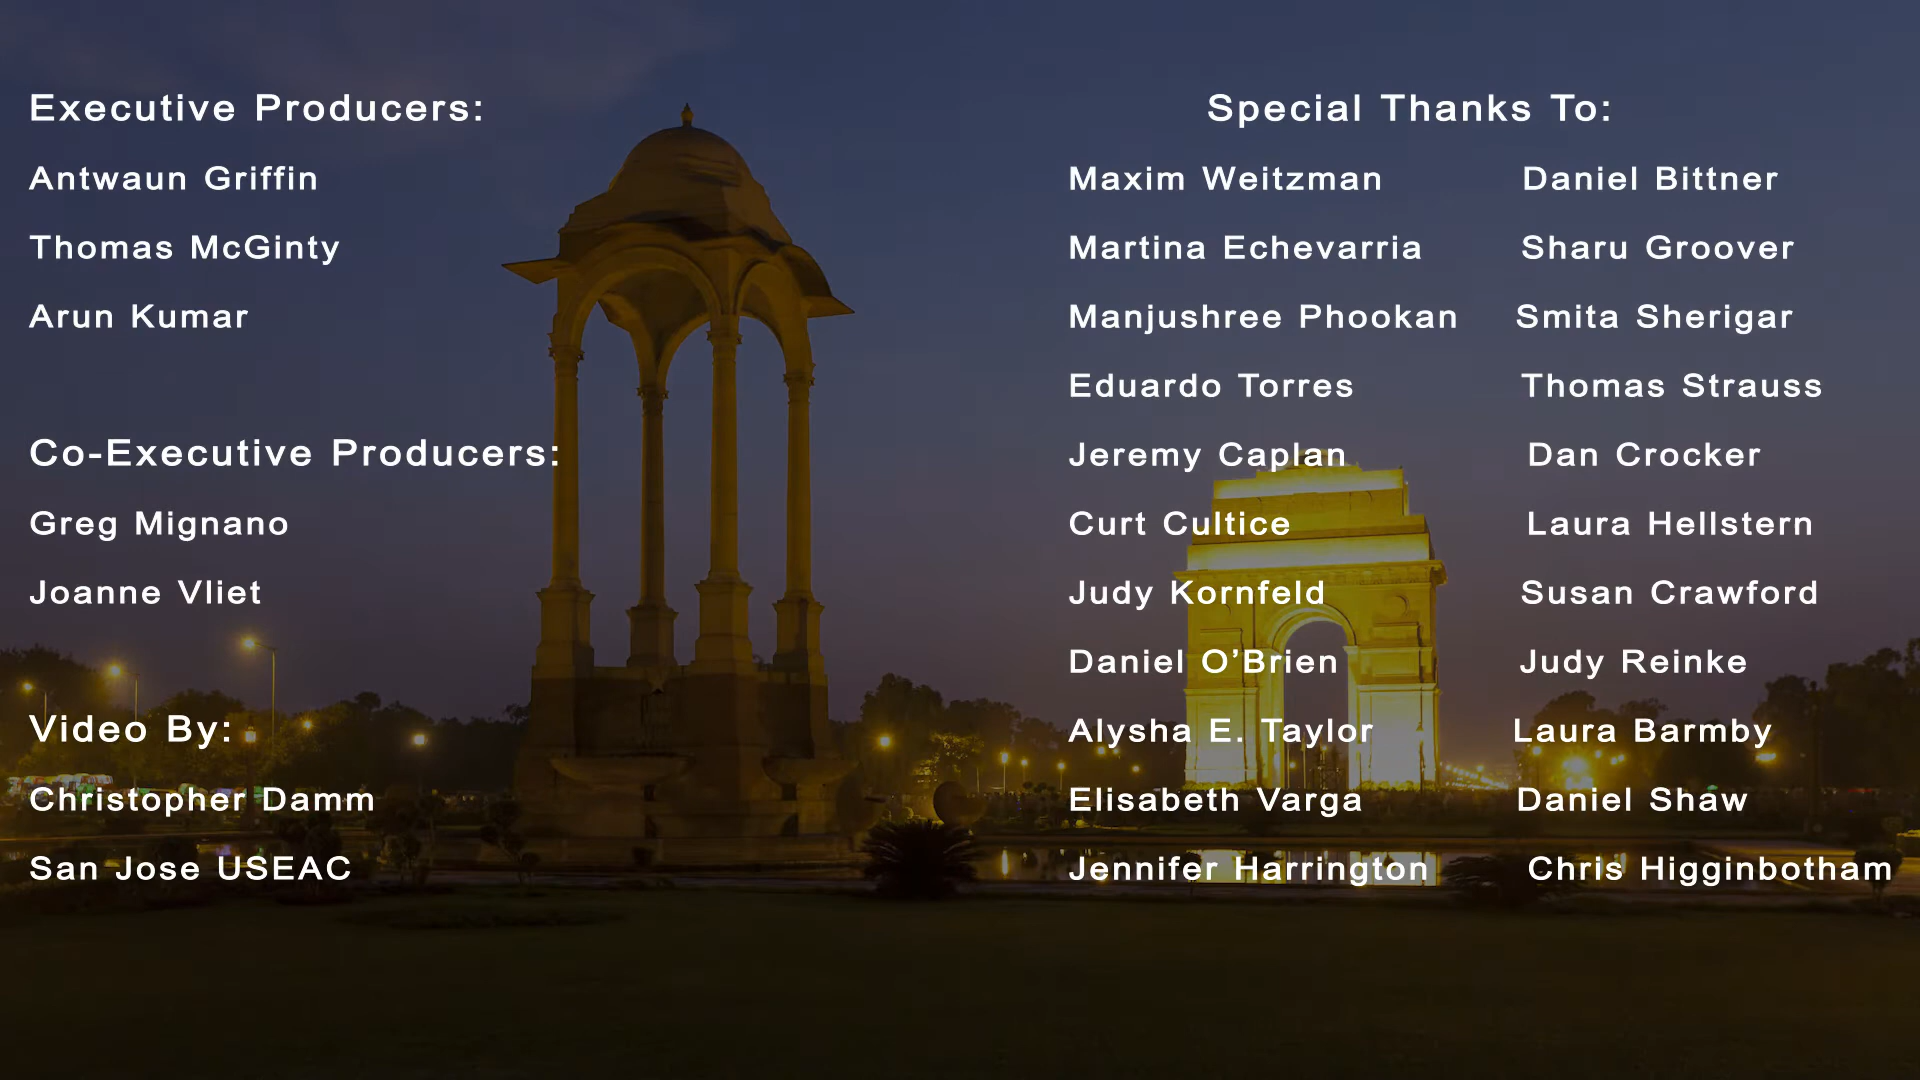 Executive Producers:
Antwaun Griffin
Thomas McGinty
Arun Kumar
Co-Executive Producers:
Greg Mignano
Joanne Vliet
Video By:
Christopher Damm
San Jose USEAC
Special Thanks To:
Maxim Weitzman Daniel Bittner
Martina Echevarria Sharu Groover
Manjushree Phookan Smita Sherigar
Eduardo Torres Thomas Strauss
Jeremy Caplan Dan Crocker
Curt Cultice Laura Hellstern
Judy Kornfeld Susan Crawford
Daniel O’Brien Judy Reinke
Alysha E. Taylor Laura Barmby
Elisabeth Varga Daniel Shaw
Jennifer Harrington Chris Higginbotham